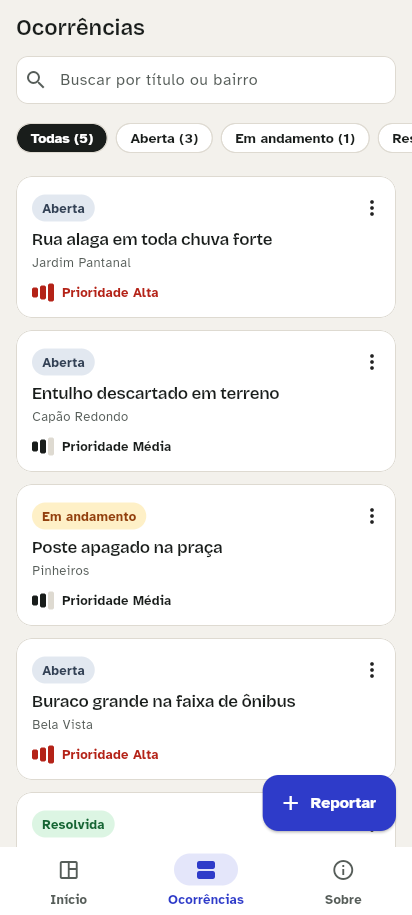 Ocorrências
Buscar por título ou bairro
Todas (5)
Aberta (3)
Em andamento (1)
Aberta
Rua alaga em toda chuva forte
Jardim Pantanal
Prioridade Alta
Aberta
Entulho descartado em terreno
Capão Redondo
Prioridade Média
Em andamento
Poste apagado na praça
Pinheiros
Prioridade Média
Aberta
Buraco grande na faixa de ônibus
Bela Vista
Prioridade Alta
Resolvida
Reportar
Início
Ocorrências
Sobre